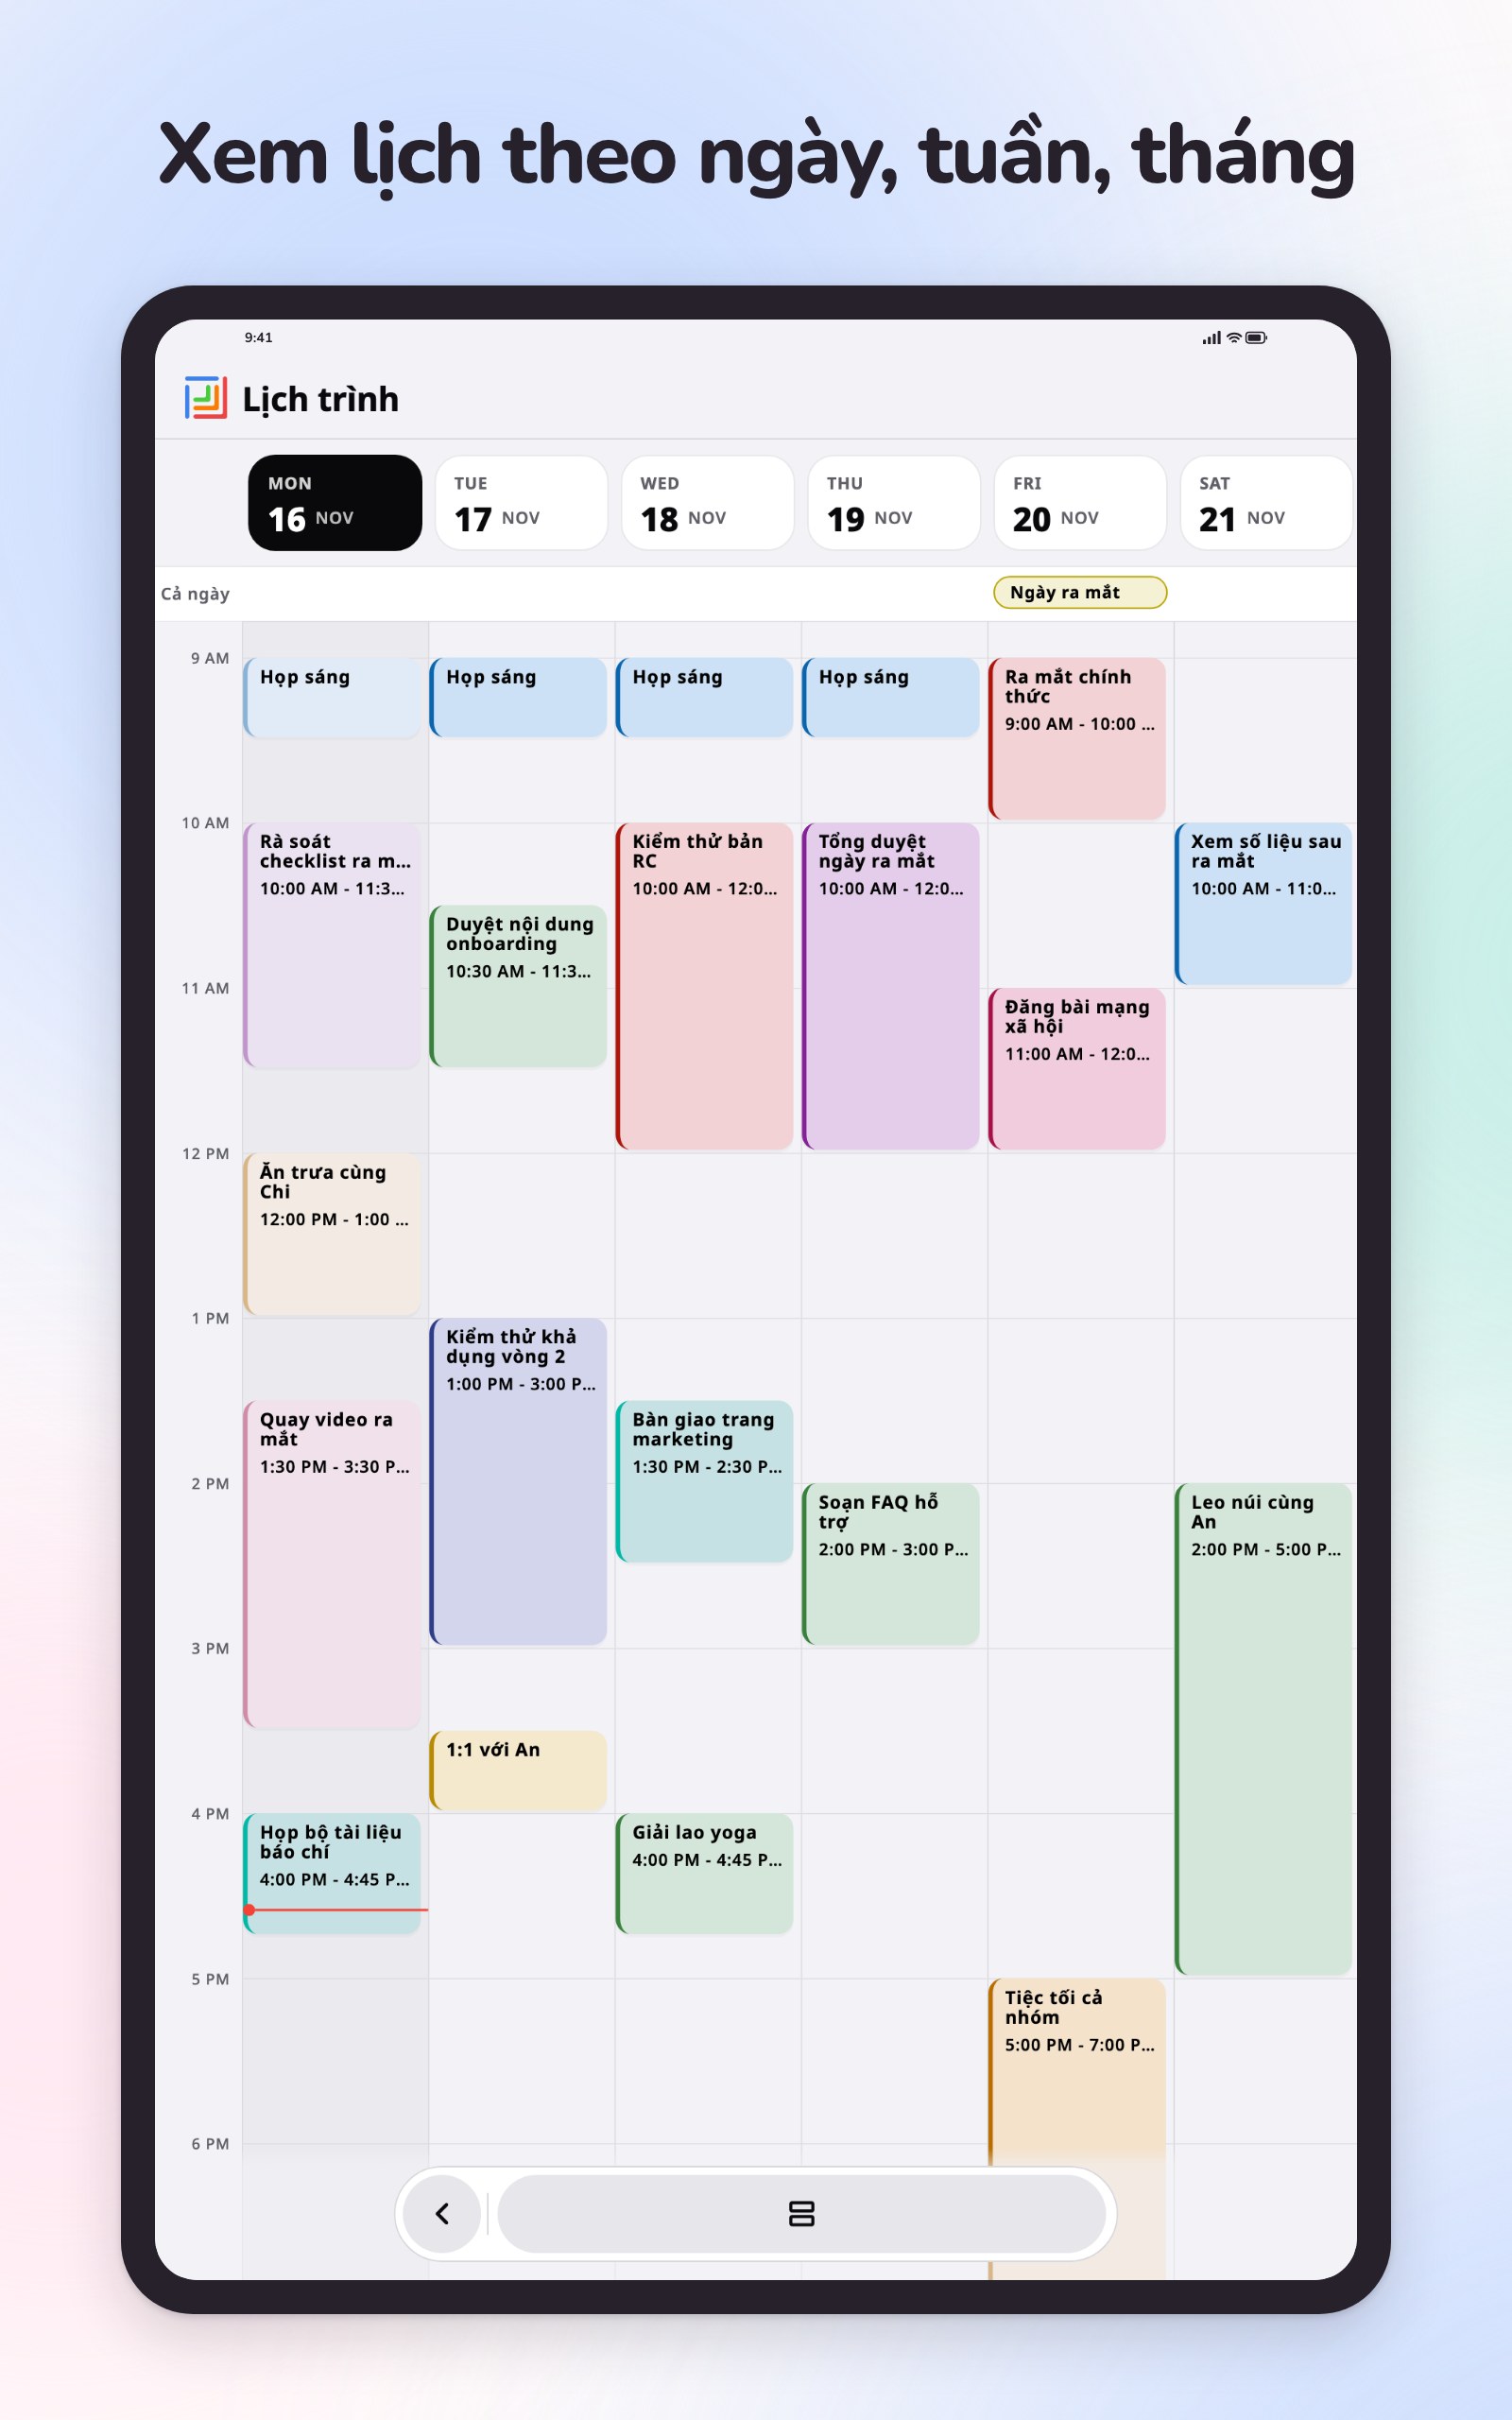 Xem lịch theo ngày, tuần, tháng
9:41
Lịch trình
MON
16 NOV
TUE
17 NOV
WED
18 NOV
THU
19 NOV
FRI
20 NOV
SAT
21 NOV
Cả ngày
Ngày ra mắt
9 AM
Họp sáng
Họp sáng
Họp sáng
Họp sáng
Ra mắt chính
thức
9:00 AM - 10:00 ...
10 AM
Rà soát
checklist ra m...
10:00 AM - 11:3...
Duyệt nội dung
onboarding
10:30 AM - 11:3...
Kiểm thử bản
RC
10:00 AM - 12:0...
Tổng duyệt
ngày ra mắt
10:00 AM - 12:0...
Xem số liệu sau
ra mắt
10:00 AM - 11:0...
11 AM
Đăng bài mạng
xã hội
11:00 AM - 12:0...
12 PM
Ăn trưa cùng
Chi
12:00 PM - 1:00 ...
1 PM
Kiểm thử khả
dụng vòng 2
1:00 PM - 3:00 P...
Quay video ra
mắt
1:30 PM - 3:30 P...
Bàn giao trang
marketing
1:30 PM - 2:30 P...
2 PM
Soạn FAQ hỗ
trợ
2:00 PM - 3:00 P...
Leo núi cùng
An
2:00 PM - 5:00 P...
3 PM
1:1 với An
4 PM
Họp bộ tài liệu
báo chí
4:00 PM - 4:45 P...
Giải lao yoga
4:00 PM - 4:45 P...
5 PM
Tiệc tối cả
nhóm
5:00 PM - 7:00 P...
6 PM